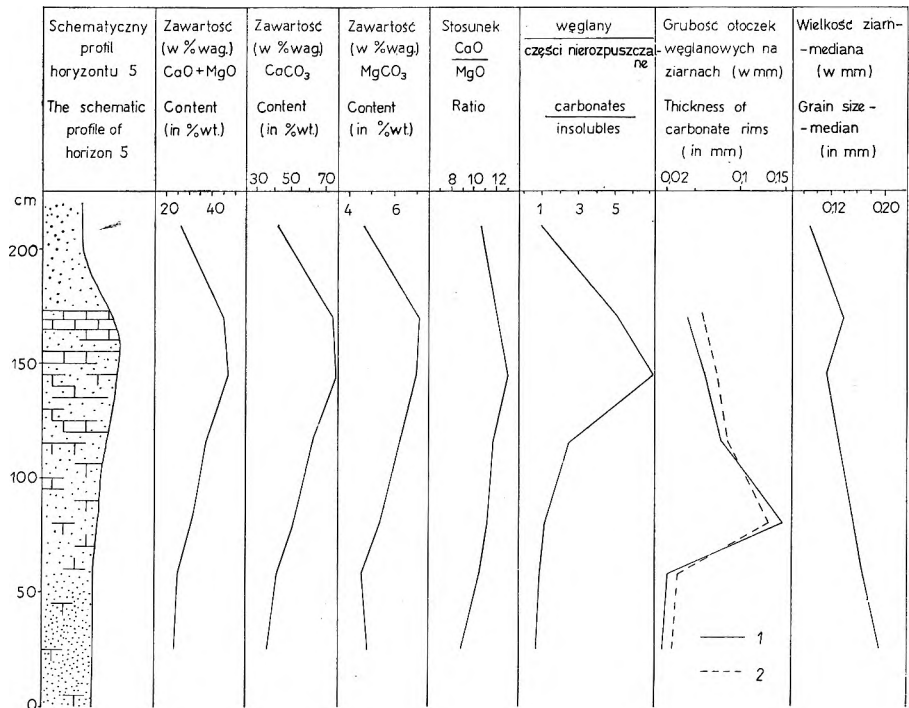 Schematyczny
profil
horyzontu 5
The schematic
profile of
horizon 5
Zawartość
(w %wag.)
CaO+MgO
Content
(in %wt.)
20 40
Zawartość
(w %wag.)
CaCO₃
Content
(in %wt.)
30 50 70
Zawartość
(w %wag.)
MgCO₃
Content
(in %wt.)
4 6
Stosunek
CaO
MgO
Ratio
8 10 12
węglany
części nierozpuszczal-
ne
carbonates
insolubles
1 3 5
Grubość otoczek
węglanowych na
ziarnach (w mm)
Thickness of
carbonate rims
(in mm)
0,02 0,1 0,15
Wielkość ziarn-
-mediana
(w mm)
Grain size-
-median
(in mm)
0,12 0,20
cm
200
150
100
50
0
1
2